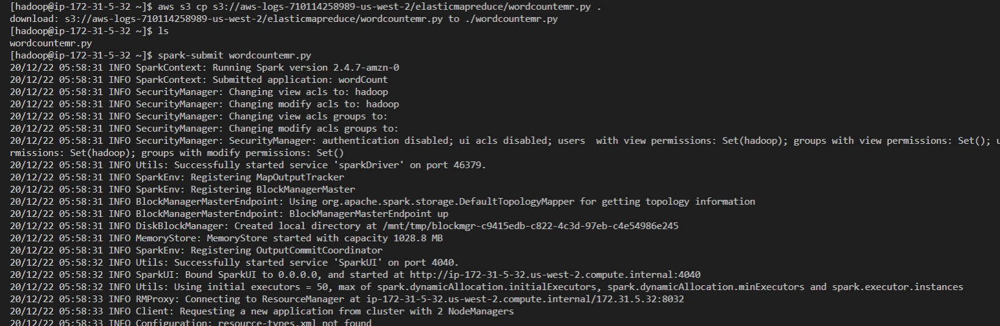 [hadoop@ip-172-31-5-32 ~]$ aws s3 cp s3://aws-logs-710114258989-us-west-2/elasticmapreduce/wordcountemr.py .
download: s3://aws-logs-710114258989-us-west-2/elasticmapreduce/wordcountemr.py to ./wordcountemr.py
[hadoop@ip-172-31-5-32 ~]$ ls
wordcountemr.py
[hadoop@ip-172-31-5-32 ~]$ spark-submit wordcountemr.py
20/12/22 05:58:31 INFO SparkContext: Running Spark version 2.4.7-amzn-0
20/12/22 05:58:31 INFO SparkContext: Submitted application: wordCount
20/12/22 05:58:31 INFO SecurityManager: Changing view acls to: hadoop
20/12/22 05:58:31 INFO SecurityManager: Changing modify acls to: hadoop
20/12/22 05:58:31 INFO SecurityManager: Changing view acls groups to:
20/12/22 05:58:31 INFO SecurityManager: Changing modify acls groups to:
20/12/22 05:58:31 INFO SecurityManager: SecurityManager: authentication disabled; ui acls disabled; users  with view permissions: Set(hadoop); groups with view permissions: Set(); u
rmissions: Set(hadoop); groups with modify permissions: Set()
20/12/22 05:58:31 INFO Utils: Successfully started service 'sparkDriver' on port 46379.
20/12/22 05:58:31 INFO SparkEnv: Registering MapOutputTracker
20/12/22 05:58:31 INFO SparkEnv: Registering BlockManagerMaster
20/12/22 05:58:31 INFO BlockManagerMasterEndpoint: Using org.apache.spark.storage.DefaultTopologyMapper for getting topology information
20/12/22 05:58:31 INFO BlockManagerMasterEndpoint: BlockManagerMasterEndpoint up
20/12/22 05:58:31 INFO DiskBlockManager: Created local directory at /mnt/tmp/blockmgr-c9415edb-c822-4c3d-97eb-c4e54986e245
20/12/22 05:58:31 INFO MemoryStore: MemoryStore started with capacity 1028.8 MB
20/12/22 05:58:31 INFO SparkEnv: Registering OutputCommitCoordinator
20/12/22 05:58:32 INFO Utils: Successfully started service 'SparkUI' on port 4040.
20/12/22 05:58:32 INFO SparkUI: Bound SparkUI to 0.0.0.0, and started at http://ip-172-31-5-32.us-west-2.compute.internal:4040
20/12/22 05:58:32 INFO Utils: Using initial executors = 50, max of spark.dynamicAllocation.initialExecutors, spark.dynamicAllocation.minExecutors and spark.executor.instances
20/12/22 05:58:33 INFO RMProxy: Connecting to ResourceManager at ip-172-31-5-32.us-west-2.compute.internal/172.31.5.32:8032
20/12/22 05:58:33 INFO Client: Requesting a new application from cluster with 2 NodeManagers
20/12/22 05:58:33 INFO Configuration: resource-types.xml not found